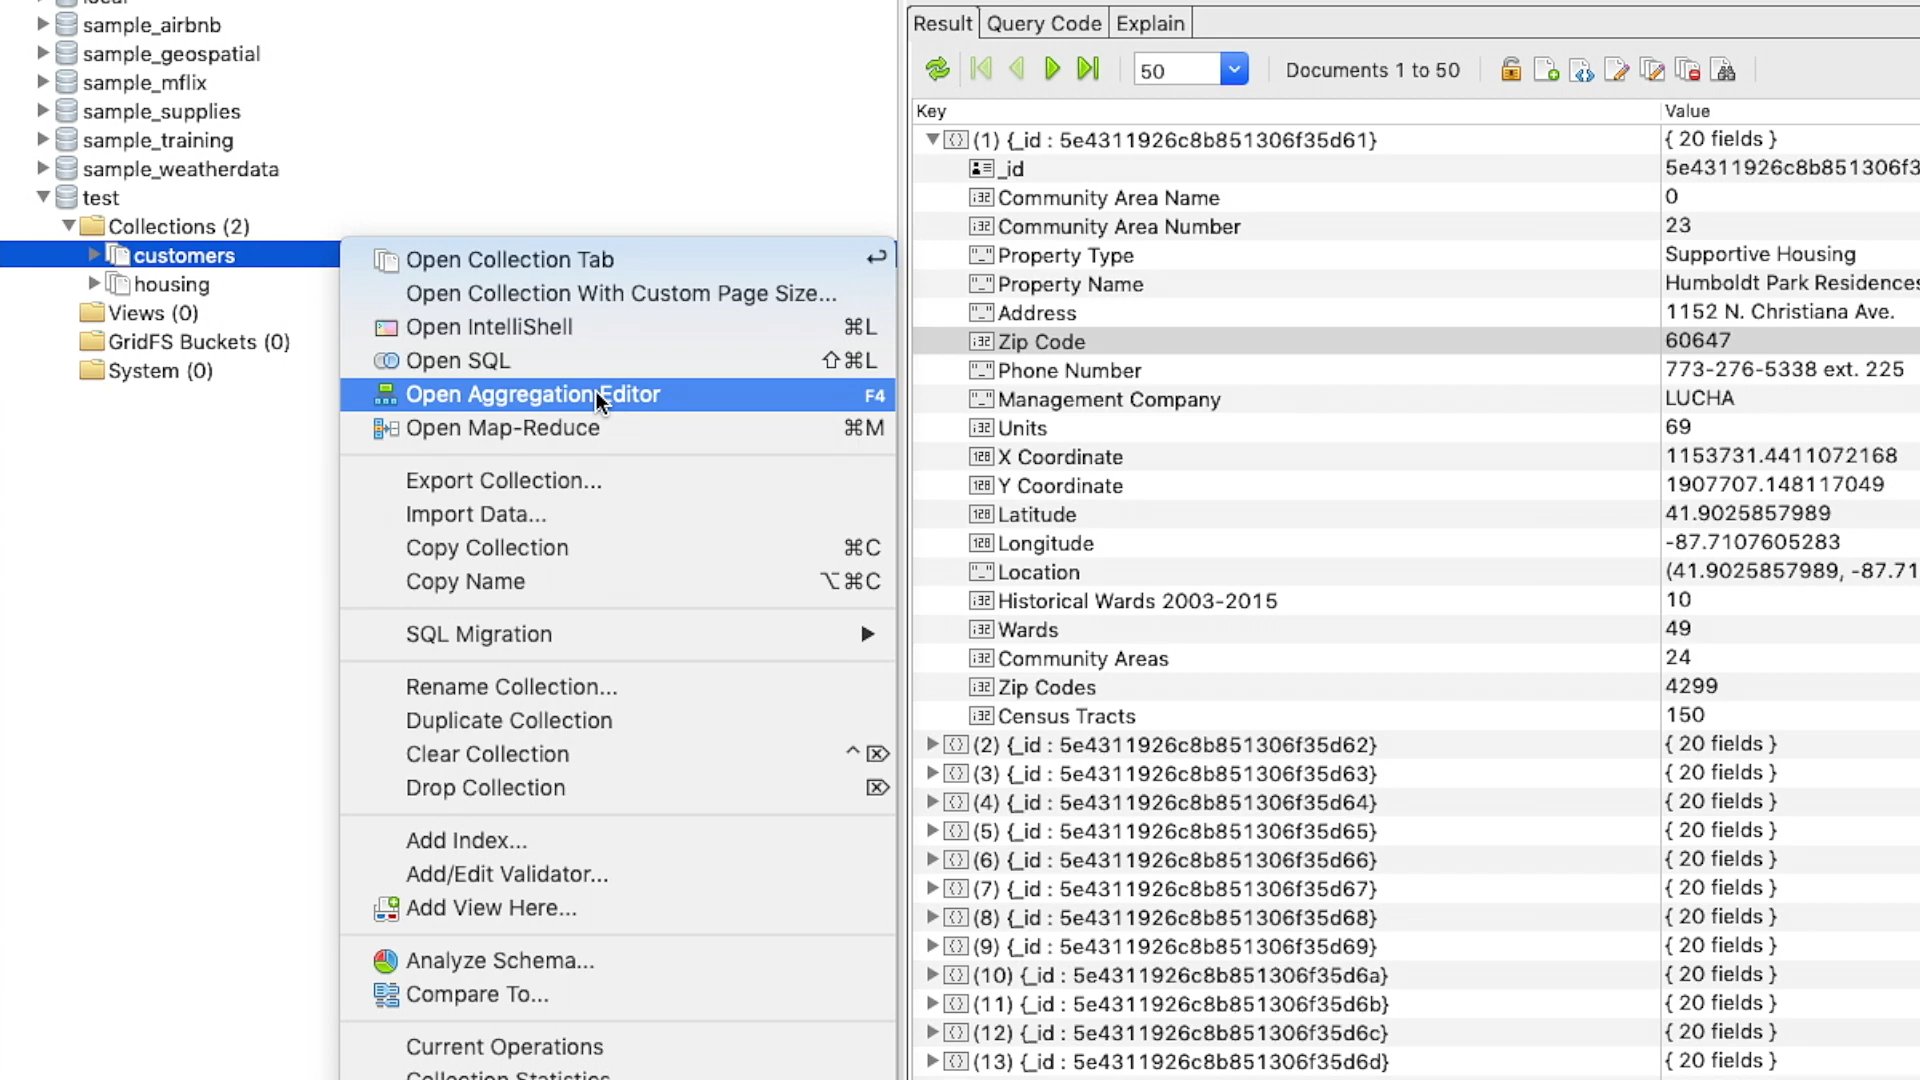 sample_airbnb
sample_geospatial
sample_mflix
sample_supplies
sample_training
sample_weatherdata
test
Collections (2)
customers
housing
Views (0)
GridFS Buckets (0)
System (0)
Open Collection Tab
Open Collection With Custom Page Size...
Open IntelliShell ⌘L
Open SQL ⇧⌘L
Open Aggregation Editor F4
Open Map-Reduce ⌘M
Export Collection...
Import Data...
Copy Collection ⌘C
Copy Name ⌥⌘C
SQL Migration
Rename Collection...
Duplicate Collection
Clear Collection ^⌦
Drop Collection ⌦
Add Index...
Add/Edit Validator...
Add View Here...
Analyze Schema...
Compare To...
Current Operations
Collection Statistics
Result Query Code Explain
50 Documents 1 to 50
Key Value
(1) {_id : 5e4311926c8b851306f35d61} { 20 fields }
_id 5e4311926c8b851306f3
Community Area Name 0
Community Area Number 23
Property Type Supportive Housing
Property Name Humboldt Park Residences
Address 1152 N. Christiana Ave.
Zip Code 60647
Phone Number 773-276-5338 ext. 225
Management Company LUCHA
Units 69
X Coordinate 1153731.4411072168
Y Coordinate 1907707.148117049
Latitude 41.9025857989
Longitude -87.7107605283
Location (41.9025857989, -87.71
Historical Wards 2003-2015 10
Wards 49
Community Areas 24
Zip Codes 4299
Census Tracts 150
(2) {_id : 5e4311926c8b851306f35d62} { 20 fields }
(3) {_id : 5e4311926c8b851306f35d63} { 20 fields }
(4) {_id : 5e4311926c8b851306f35d64} { 20 fields }
(5) {_id : 5e4311926c8b851306f35d65} { 20 fields }
(6) {_id : 5e4311926c8b851306f35d66} { 20 fields }
(7) {_id : 5e4311926c8b851306f35d67} { 20 fields }
(8) {_id : 5e4311926c8b851306f35d68} { 20 fields }
(9) {_id : 5e4311926c8b851306f35d69} { 20 fields }
(10) {_id : 5e4311926c8b851306f35d6a} { 20 fields }
(11) {_id : 5e4311926c8b851306f35d6b} { 20 fields }
(12) {_id : 5e4311926c8b851306f35d6c} { 20 fields }
(13) {_id : 5e4311926c8b851306f35d6d} { 20 fields }